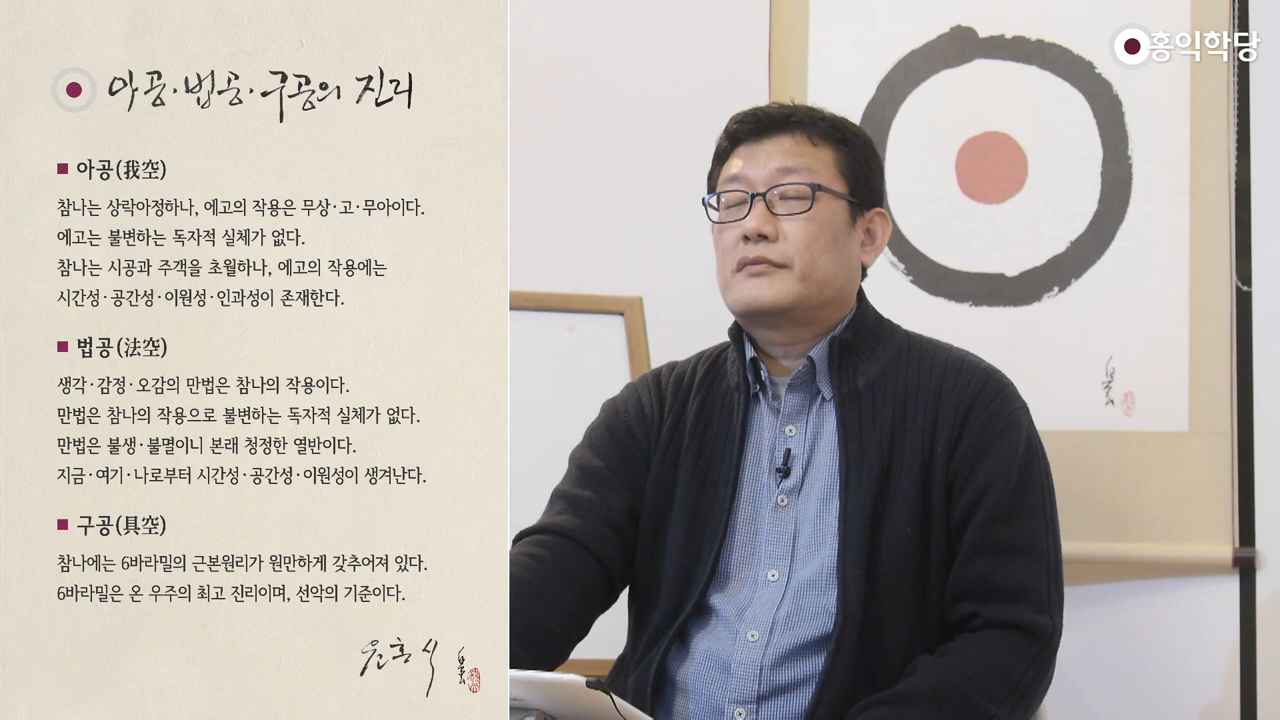 아공·법공·구공의 진리
아공(我空)
참나는 상락아정하나, 에고의 작용은 무상·고·무아이다.
에고는 불변하는 독자적 실체가 없다.
참나는 시공과 주객을 초월하나, 에고의 작용에는
시간성·공간성·이원성·인과성이 존재한다.
법공(法空)
생각·감정·오감의 만법은 참나의 작용이다.
만법은 참나의 작용으로 불변하는 독자적 실체가 없다.
만법은 불생·불멸이니 본래 청정한 열반이다.
지금·여기·나로부터 시간성·공간성·이원성이 생겨난다.
구공(具空)
참나에는 6바라밀의 근본원리가 원만하게 갖추어져 있다.
6바라밀은 온 우주의 최고 진리이며, 선악의 기준이다.
윤홍식
홍익학당